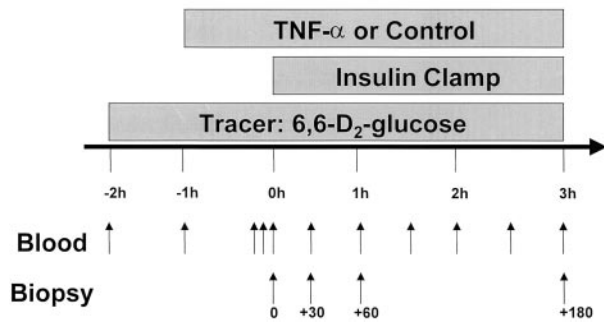 TNF-α or Control
Insulin Clamp
Tracer: 6,6-D₂-glucose
-2h -1h 0h 1h 2h 3h
Blood
Biopsy
0 +30 +60 +180